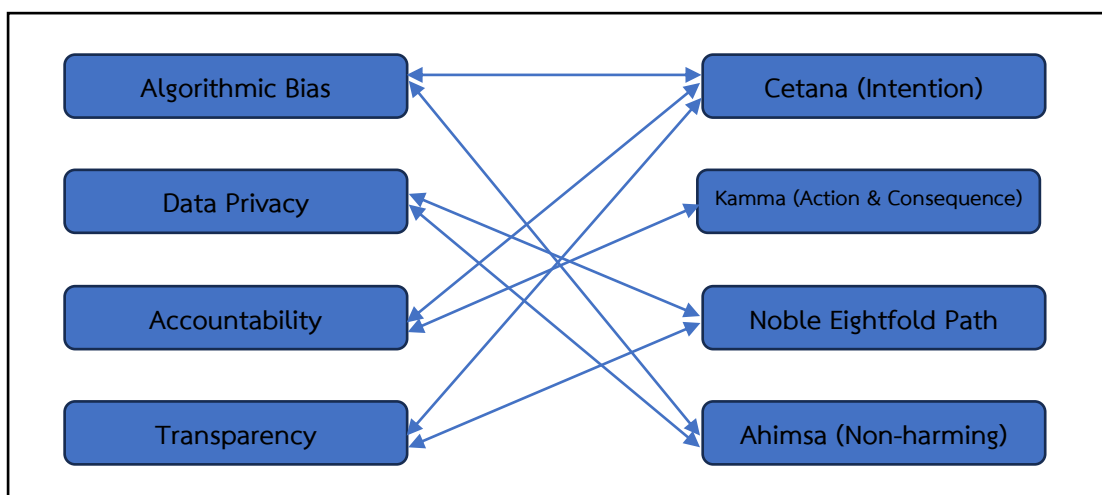 Algorithmic Bias
Cetana (Intention)
Data Privacy
Kamma (Action & Consequence)
Accountability
Noble Eightfold Path
Transparency
Ahimsa (Non-harming)